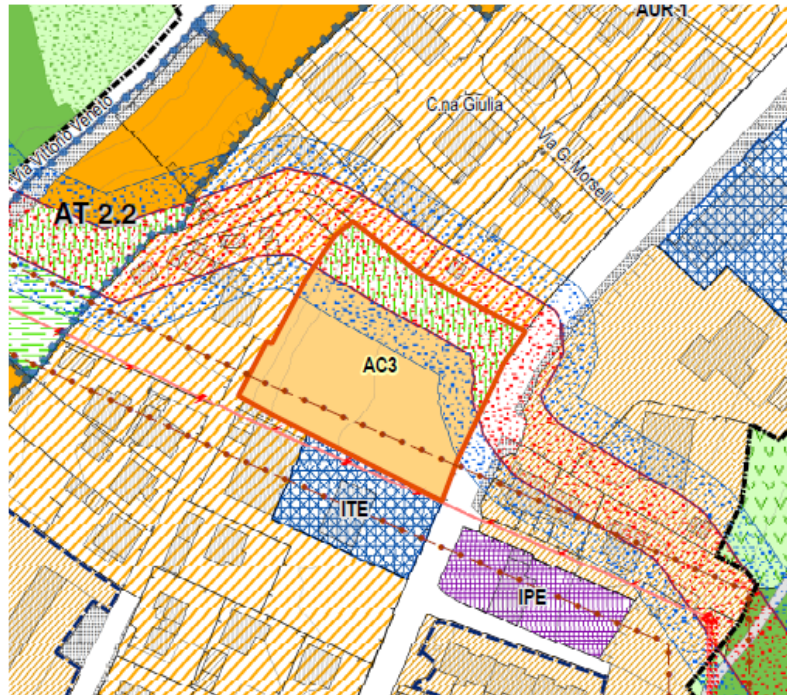 AUR 1
C.na Giulia
Via Vittorio Veneto
Via G. Morselli
AT 2.2
AC3
ITE
IPE